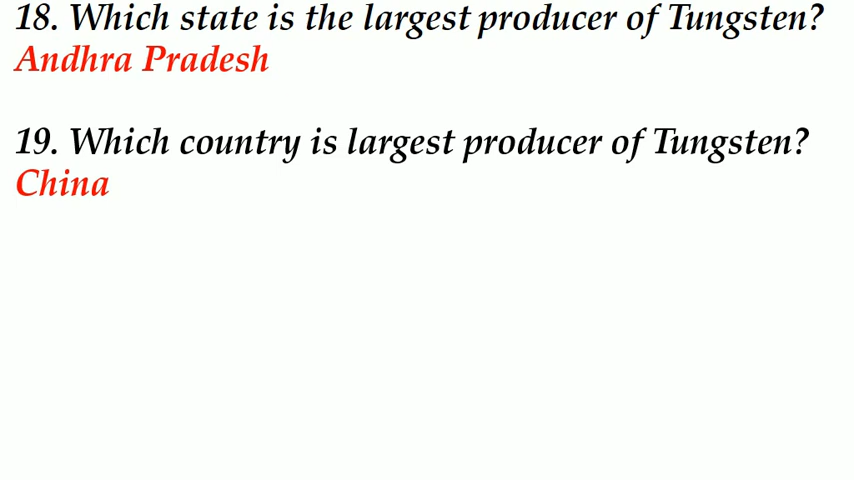 18. Which state is the largest producer of Tungsten?
Andhra Pradesh
19. Which country is largest producer of Tungsten?
China